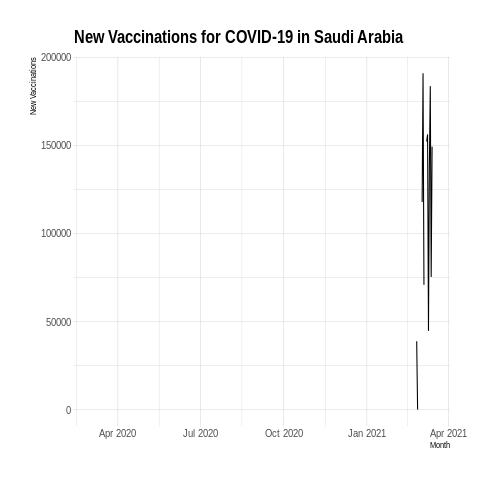 New Vaccinations for COVID-19 in Saudi Arabia
New Vaccinations
200000
150000
100000
50000
0
Apr 2020 Jul 2020 Oct 2020 Jan 2021 Apr 2021
Month